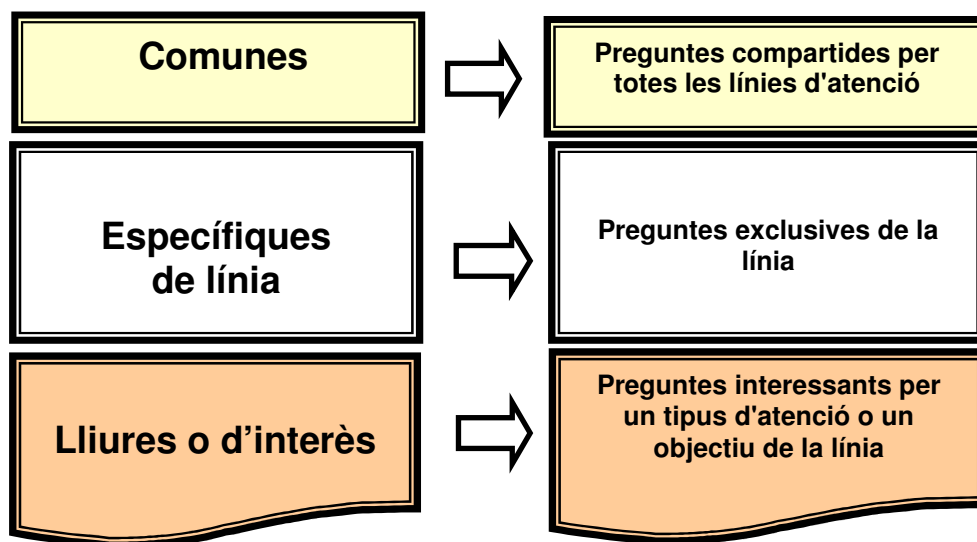 Comunes
Preguntes compartides per
totes les línies d'atenció
Específiques
de línia
Preguntes exclusives de la
línia
Lliures o d’interès
Preguntes interessants per
un tipus d'atenció o un
objectiu de la línia